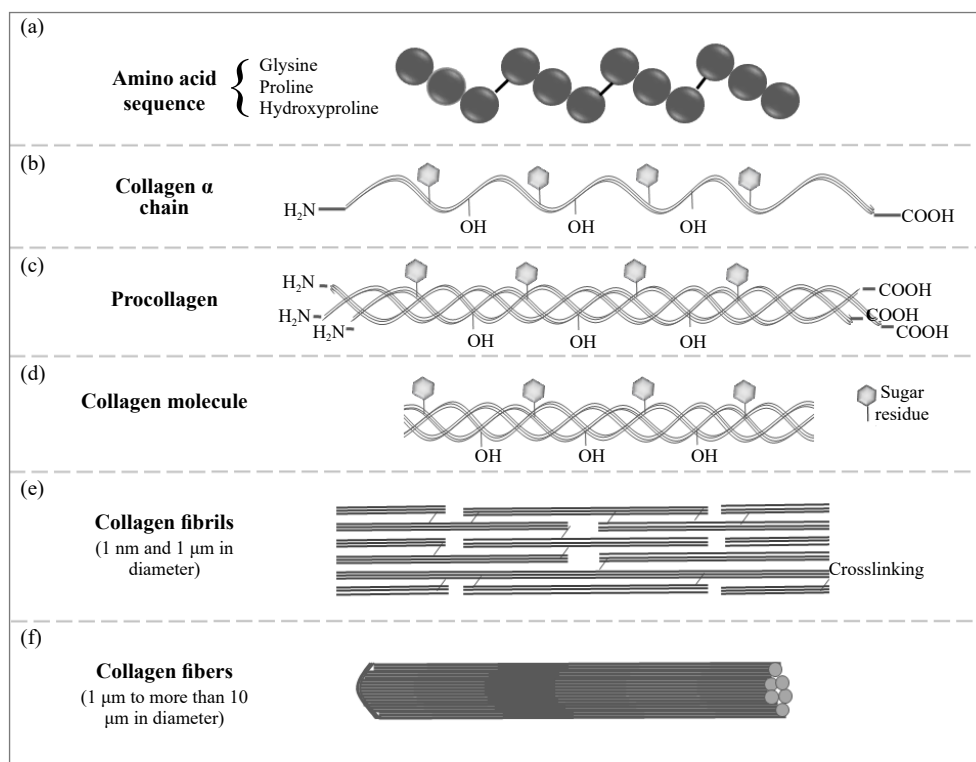 (a)
Amino acid
sequence
{
Glysine
Proline
Hydroxyproline
(b)
Collagen α
chain
H₂N
OH
OH
OH
COOH
(c)
Procollagen
H₂N
H₂N
H₂N
OH
OH
OH
COOH
COOH
COOH
(d)
Collagen molecule
OH
OH
OH
Sugar
residue
(e)
Collagen fibrils
(1 nm and 1 μm in
diameter)
Crosslinking
(f)
Collagen fibers
(1 μm to more than 10
μm in diameter)